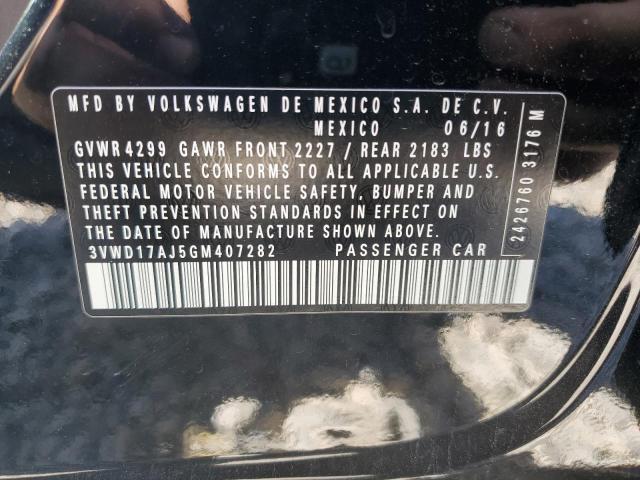 MFD BY VOLKSWAGEN DE MEXICO S.A. DE C.V.
MEXICO 06/16
GVWR 4299 GAWR FRONT 2227 / REAR 2183 LBS
THIS VEHICLE CONFORMS TO ALL APPLICABLE U.S.
FEDERAL MOTOR VEHICLE SAFETY, BUMPER AND
THEFT PREVENTION STANDARDS IN EFFECT ON
THE DATE OF MANUFACTURE SHOWN ABOVE.
3VWD17AJ5GM407282 PASSENGER CAR
2426760 3176 M